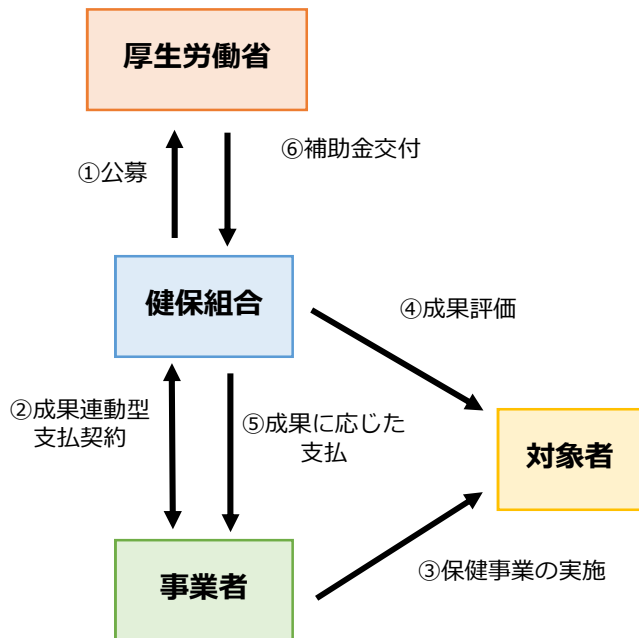 厚生労働省
①公募
⑥補助金交付
健保組合
④成果評価
②成果連動型
支払契約
⑤成果に応じた
支払
対象者
③保健事業の実施
事業者